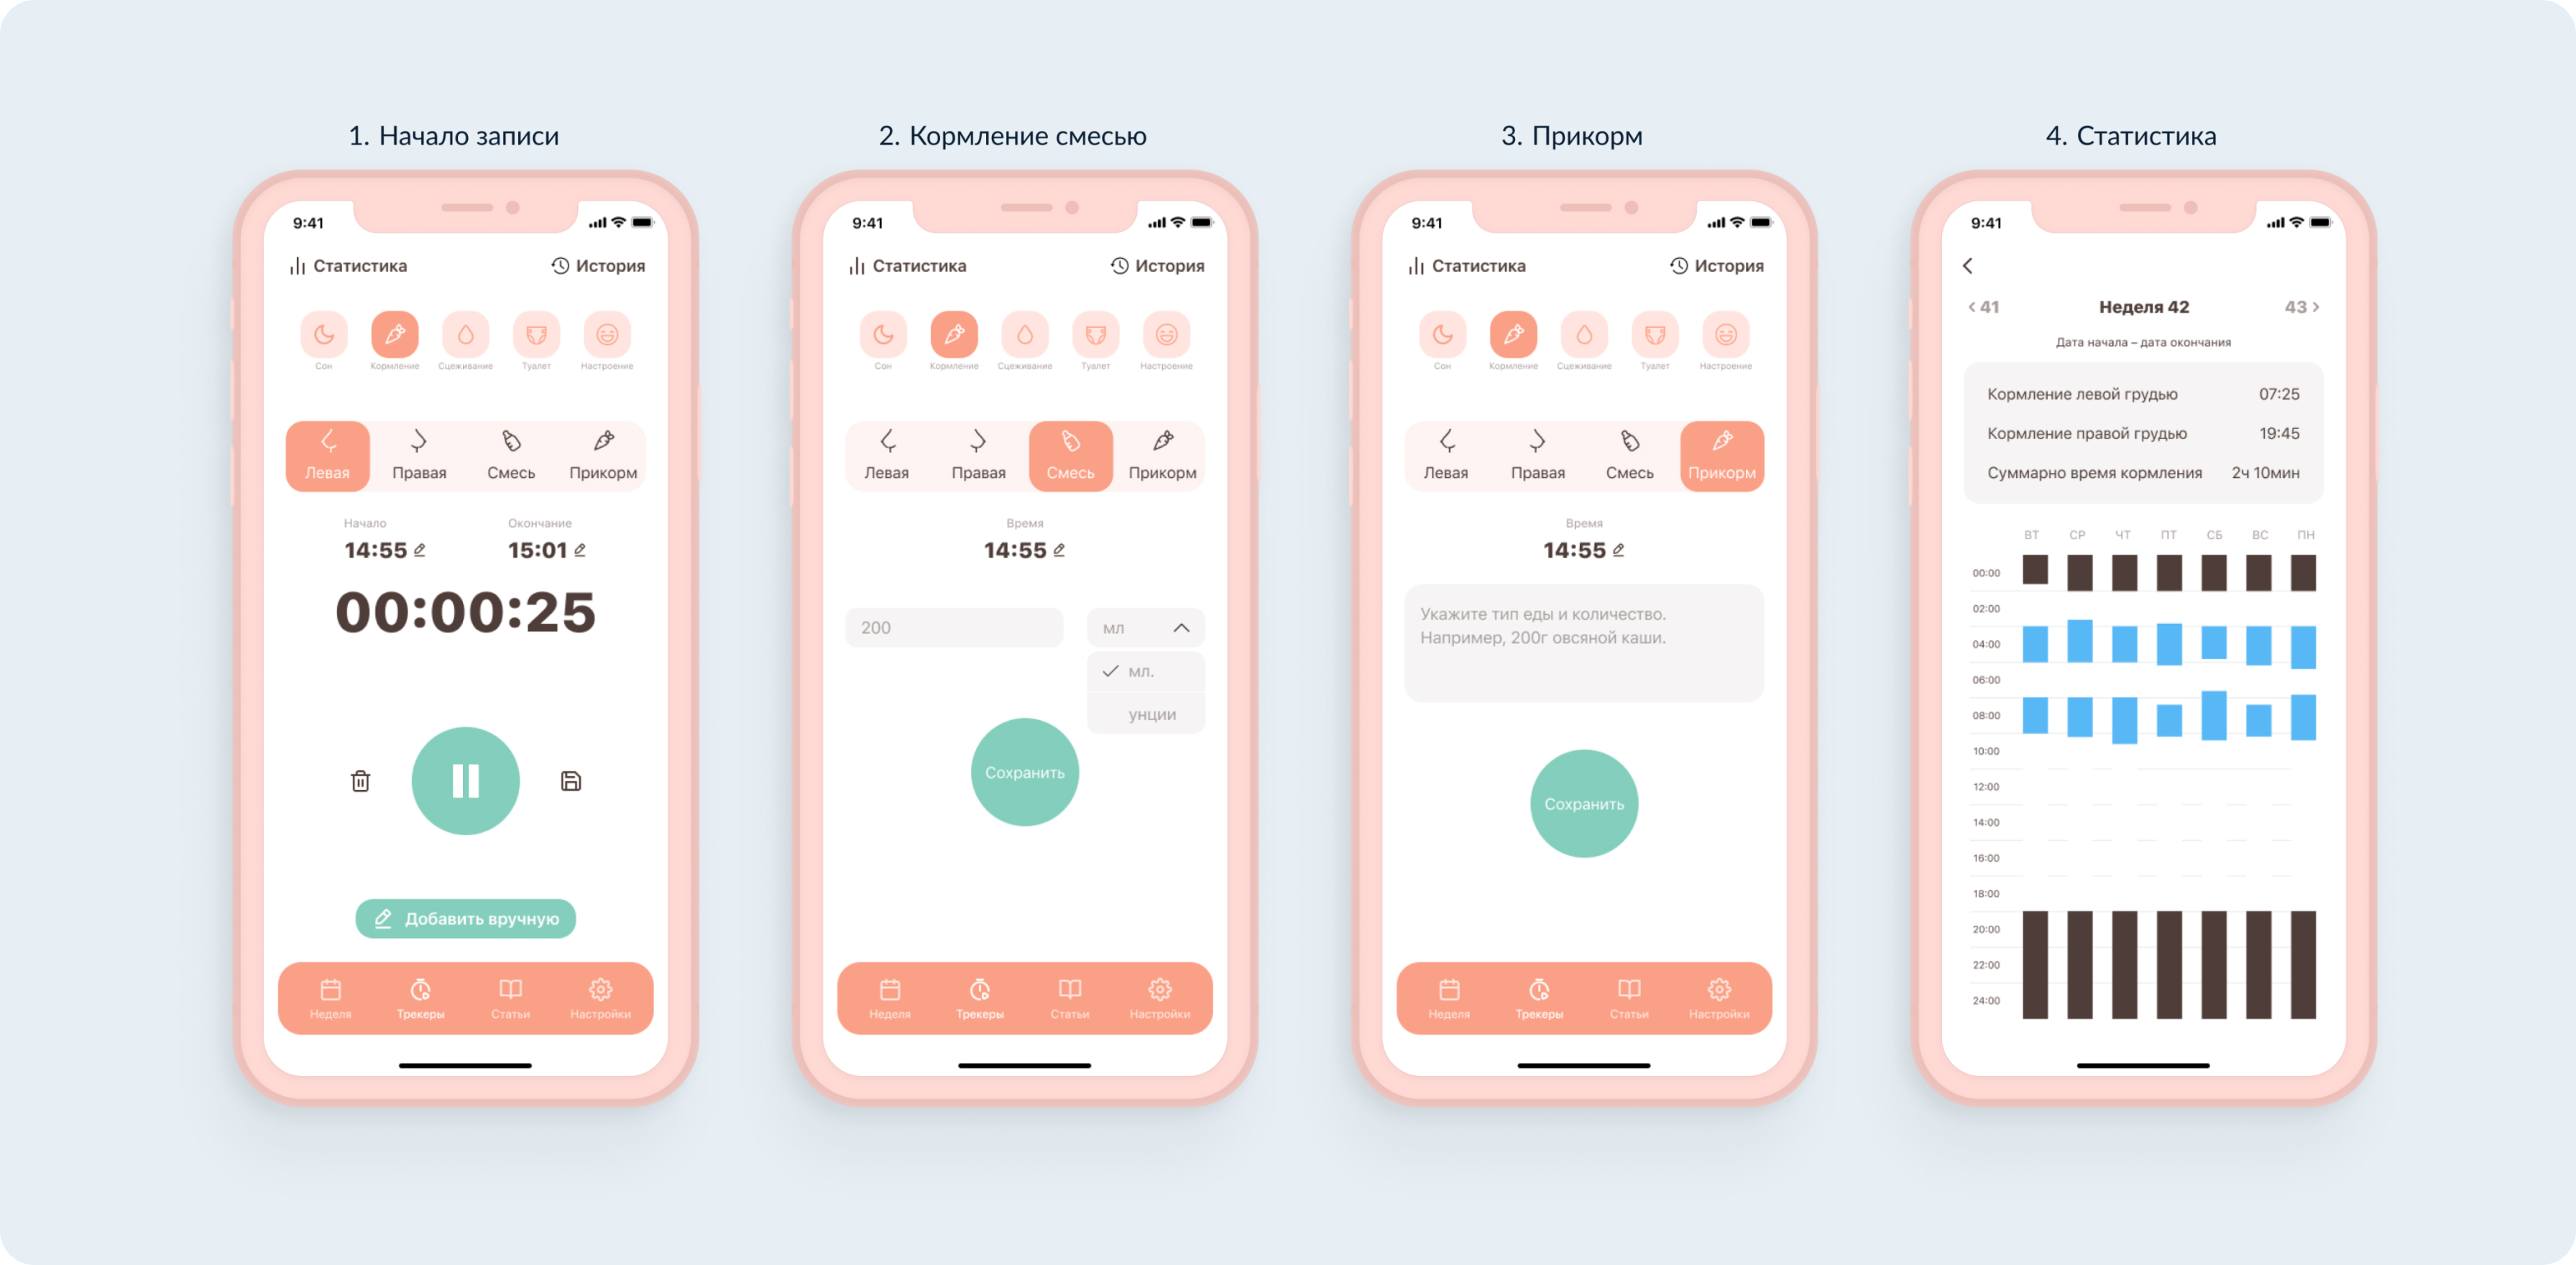 1. Начало записи
9:41
Статистика
История
Сон
Кормление
Сцеживание
Туалет
Настроение
Левая
Правая
Смесь
Прикорм
Начало
Окончание
14:55
15:01
00:00:25
Добавить вручную
Неделя
Трекеры
Статьи
Настройки
2. Кормление смесью
9:41
Статистика
История
Сон
Кормление
Сцеживание
Туалет
Настроение
Левая
Правая
Смесь
Прикорм
Время
14:55
200
мл
мл.
унции
Сохранить
Неделя
Трекеры
Статьи
Настройки
3. Прикорм
9:41
Статистика
История
Сон
Кормление
Сцеживание
Туалет
Настроение
Левая
Правая
Смесь
Прикорм
Время
14:55
Укажите тип еды и количество.
Например, 200г овсяной каши.
Сохранить
Неделя
Трекеры
Статьи
Настройки
4. Статистика
9:41
41
Неделя 42
43
Дата начала – дата окончания
Кормление левой грудью 07:25
Кормление правой грудью 19:45
Суммарно время кормления 2ч 10мин
ВТ СР ЧТ ПТ СБ ВС ПН
00:00
02:00
04:00
06:00
08:00
10:00
12:00
14:00
16:00
18:00
20:00
22:00
24:00